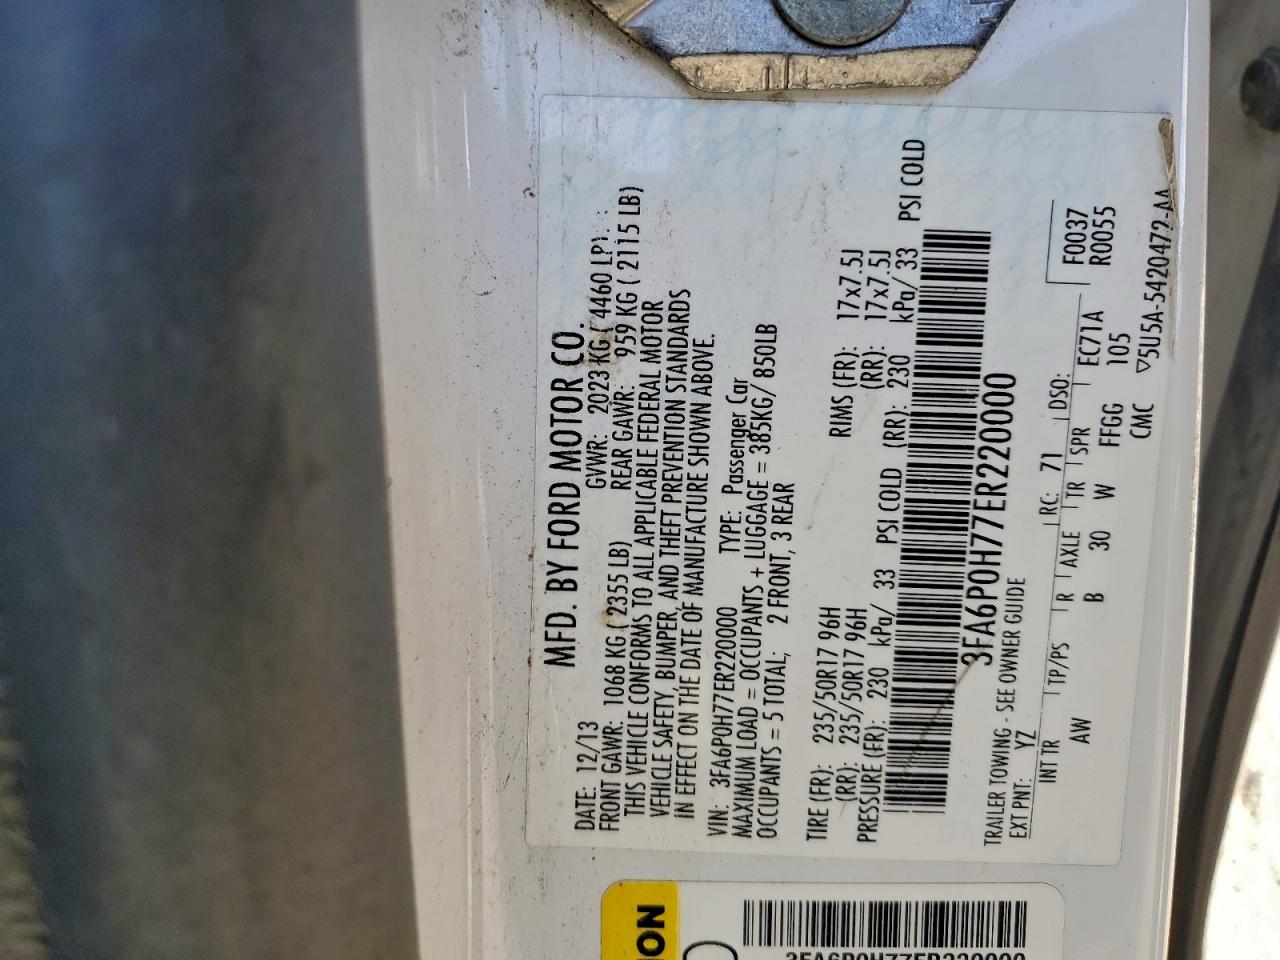 MFD. BY FORD MOTOR CO.
DATE: 12/13 GVWR: 2023 KG ( 4460 LB)
FRONT GAWR: 1068 KG ( 2355 LB) REAR GAWR: 959 KG ( 2115 LB)
THIS VEHICLE CONFORMS TO ALL APPLICABLE FEDERAL MOTOR
VEHICLE SAFETY, BUMPER, AND THEFT PREVENTION STANDARDS
IN EFFECT ON THE DATE OF MANUFACTURE SHOWN ABOVE.
VIN: 3FA6P0H77ER220000 TYPE: Passenger Car
MAXIMUM LOAD = OCCUPANTS + LUGGAGE = 385KG/ 850LB
OCCUPANTS = 5 TOTAL, 2 FRONT, 3 REAR
TIRE (FR): 235/50R17 96H RIMS (FR): 17x7.5J
(RR): 235/50R17 96H (RR): 17x7.5J
PRESSURE (FR): 230 kPa/ 33 PSI COLD (RR): 230 kPa/ 33 PSI COLD
3FA6P0H77ER220000
TRAILER TOWING - SEE OWNER GUIDE
EXT PNT: YZ RC: 71 DSO: F0037
R0055
INT TR TP/PS R AXLE TR SPR EC71A
AW B 30 W FFGG 105
CMC ▽5U5A-5420472-AA
ION
3FA6P0H77ER220000